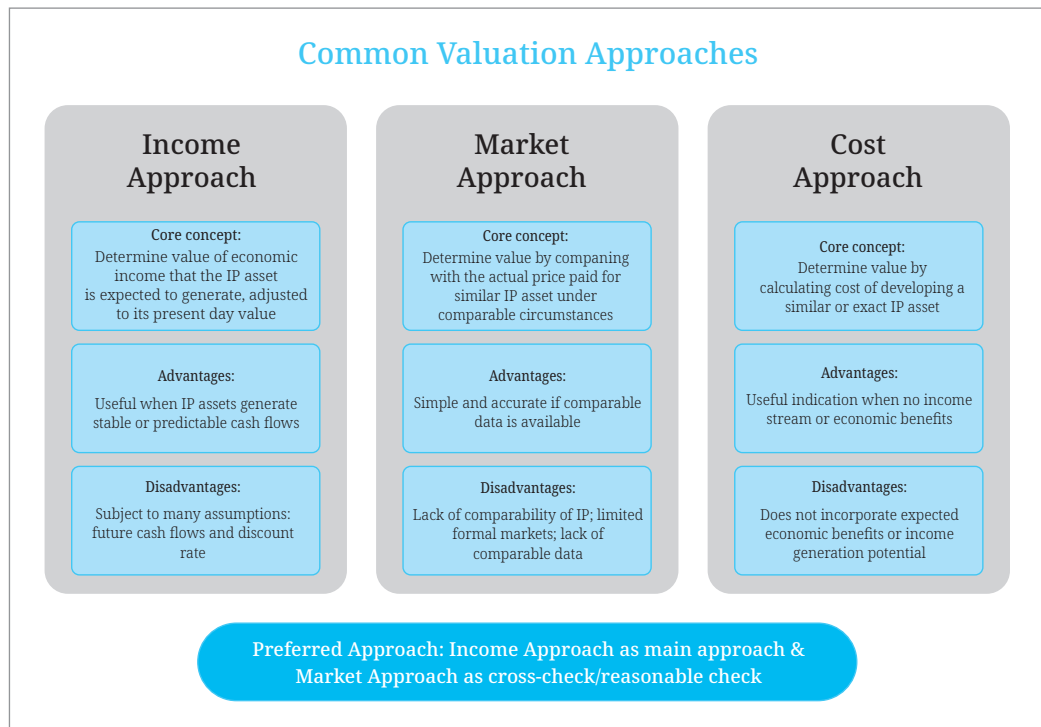 Common Valuation Approaches
Income
Approach
Core concept:
Determine value of economic
income that the IP asset
is expected to generate, adjusted
to its present day value
Advantages:
Useful when IP assets generate
stable or predictable cash flows
Disadvantages:
Subject to many assumptions:
future cash flows and discount
rate
Market
Approach
Core concept:
Determine value by companing
with the actual price paid for
similar IP asset under
comparable circumstances
Advantages:
Simple and accurate if comparable
data is available
Disadvantages:
Lack of comparability of IP; limited
formal markets; lack of
comparable data
Cost
Approach
Core concept:
Determine value by
calculating cost of developing a
similar or exact IP asset
Advantages:
Useful indication when no income
stream or economic benefits
Disadvantages:
Does not incorporate expected
economic benefits or income
generation potential
Preferred Approach: Income Approach as main approach &
Market Approach as cross-check/reasonable check